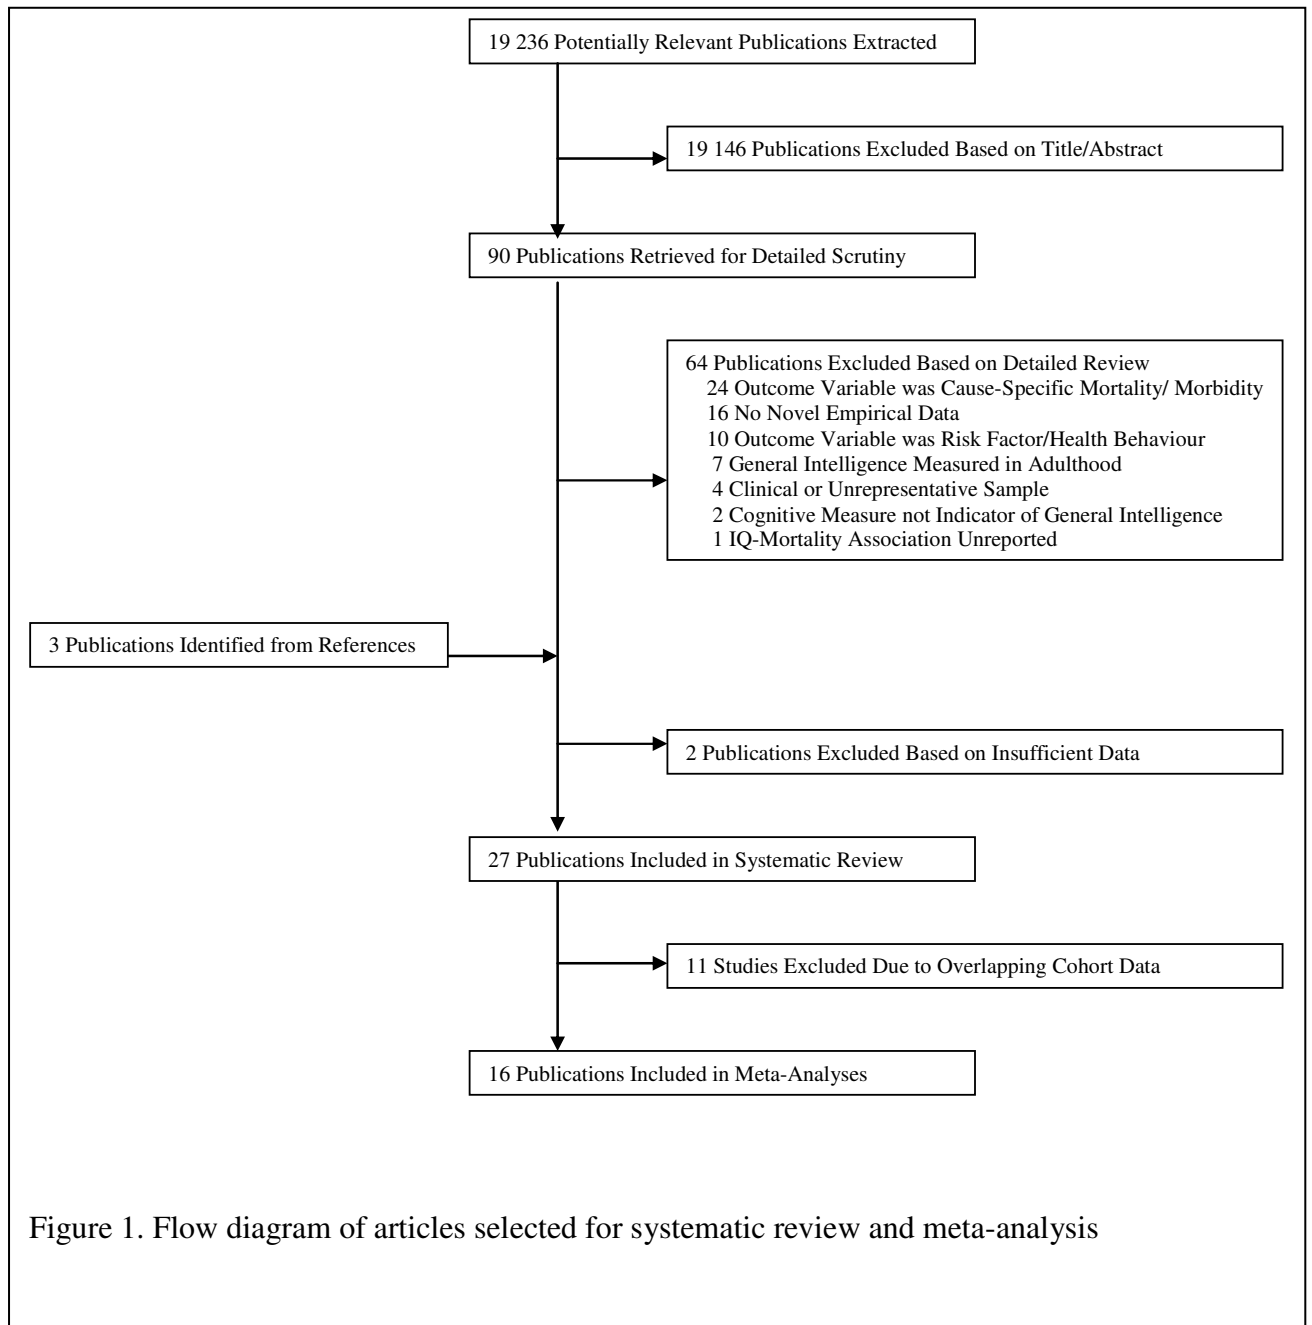 19 236 Potentially Relevant Publications Extracted
19 146 Publications Excluded Based on Title/Abstract
90 Publications Retrieved for Detailed Scrutiny
64 Publications Excluded Based on Detailed Review
24 Outcome Variable was Cause-Specific Mortality/ Morbidity
16 No Novel Empirical Data
10 Outcome Variable was Risk Factor/Health Behaviour
7 General Intelligence Measured in Adulthood
4 Clinical or Unrepresentative Sample
2 Cognitive Measure not Indicator of General Intelligence
1 IQ-Mortality Association Unreported
3 Publications Identified from References
2 Publications Excluded Based on Insufficient Data
27 Publications Included in Systematic Review
11 Studies Excluded Due to Overlapping Cohort Data
16 Publications Included in Meta-Analyses
Figure 1. Flow diagram of articles selected for systematic review and meta-analysis